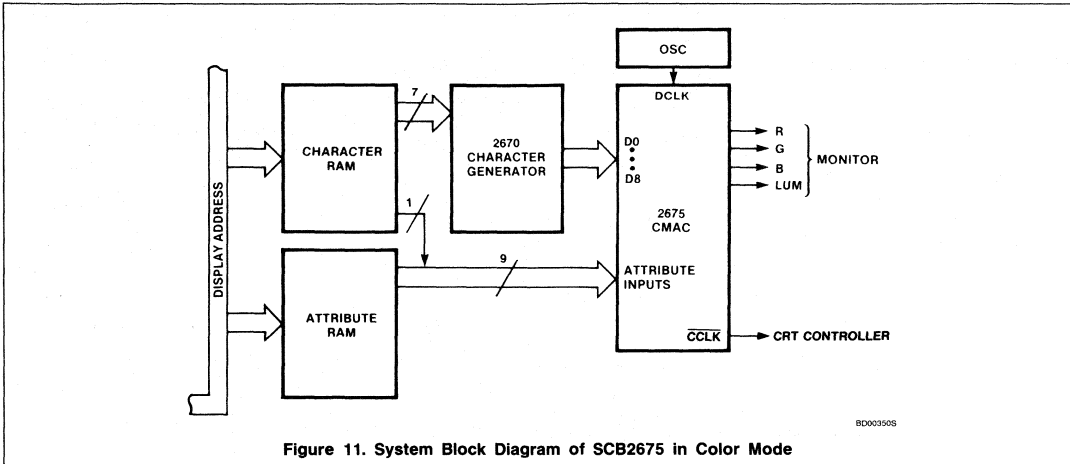 OSC
DCLK
7
CHARACTER
RAM
2670
CHARACTER
GENERATOR
D0
D8
R
G
B
LUM
MONITOR
2675
CMAC
1
9
ATTRIBUTE
INPUTS
DISPLAY ADDRESS
ATTRIBUTE
RAM
CCLK
CRT CONTROLLER
BD00350S
Figure 11. System Block Diagram of SCB2675 in Color Mode